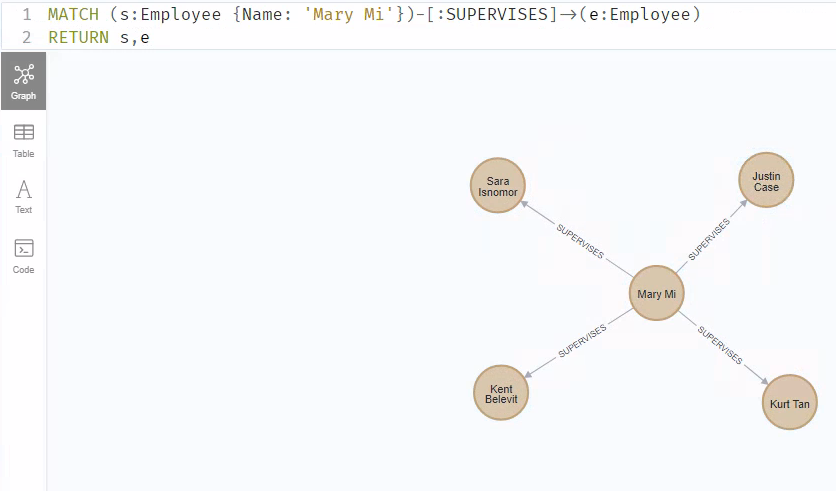 1 MATCH (s:Employee {Name: 'Mary Mi'})-[:SUPERVISES]->(e:Employee)
2 RETURN s,e
Graph
Table
Text
Code
Sara
Isnomor
Justin
Case
SUPERVISES
SUPERVISES
Mary Mi
SUPERVISES
SUPERVISES
Kent
Belevit
Kurt Tan